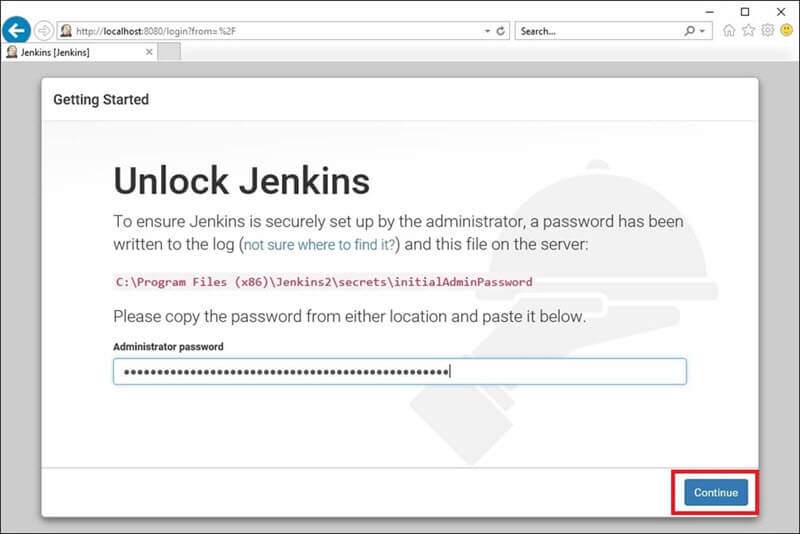 http://localhost:8080/login?from=%2F
Search...
Jenkins [Jenkins]
Getting Started
Unlock Jenkins
To ensure Jenkins is securely set up by the administrator, a password has been
written to the log (not sure where to find it?) and this file on the server:
C:\Program Files (x86)\Jenkins2\secrets\initialAdminPassword
Please copy the password from either location and paste it below.
Administrator password
Continue